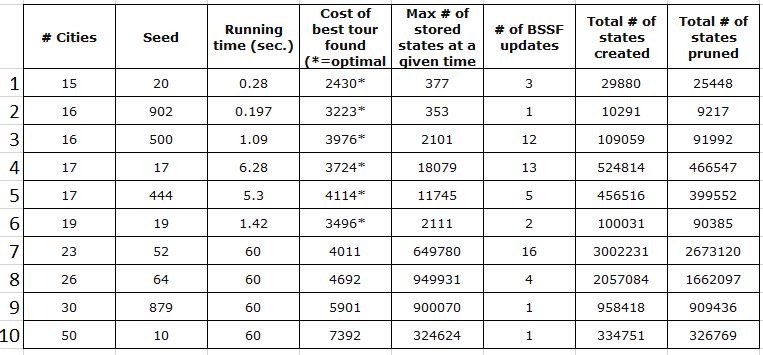 # Cities Seed Running time (sec.) Cost of best tour found (*=optimal Max # of stored states at a given time # of BSSF updates Total # of states created Total # of states pruned
1 15 20 0.28 2430* 377 3 29880 25448
2 16 902 0.197 3223* 353 1 10291 9217
3 16 500 1.09 3976* 2101 12 109059 91992
4 17 17 6.28 3724* 18079 13 524814 466547
5 17 444 5.3 4114* 11745 5 456516 399552
6 19 19 1.42 3496* 2111 2 100031 90385
7 23 52 60 4011 649780 16 3002231 2673120
8 26 64 60 4692 949931 4 2057084 1662097
9 30 879 60 5901 900070 1 958418 909436
10 50 10 60 7392 324624 1 334751 326769